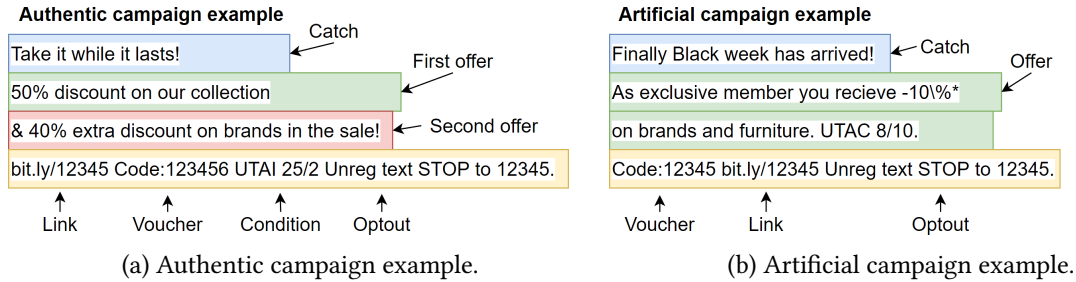 Authentic campaign example
Catch
Take it while it lasts!
First offer
50% discount on our collection
& 40% extra discount on brands in the sale!
Second offer
bit.ly/12345 Code:123456 UTAI 25/2 Unreg text STOP to 12345.
Link
Voucher
Condition
Optout
(a) Authentic campaign example.
Artificial campaign example
Finally Black week has arrived!
Catch
Offer
As exclusive member you recieve -10\%*
on brands and furniture. UTAC 8/10.
Code:12345 bit.ly/12345 Unreg text STOP to 12345.
Voucher
Link
Optout
(b) Artificial campaign example.